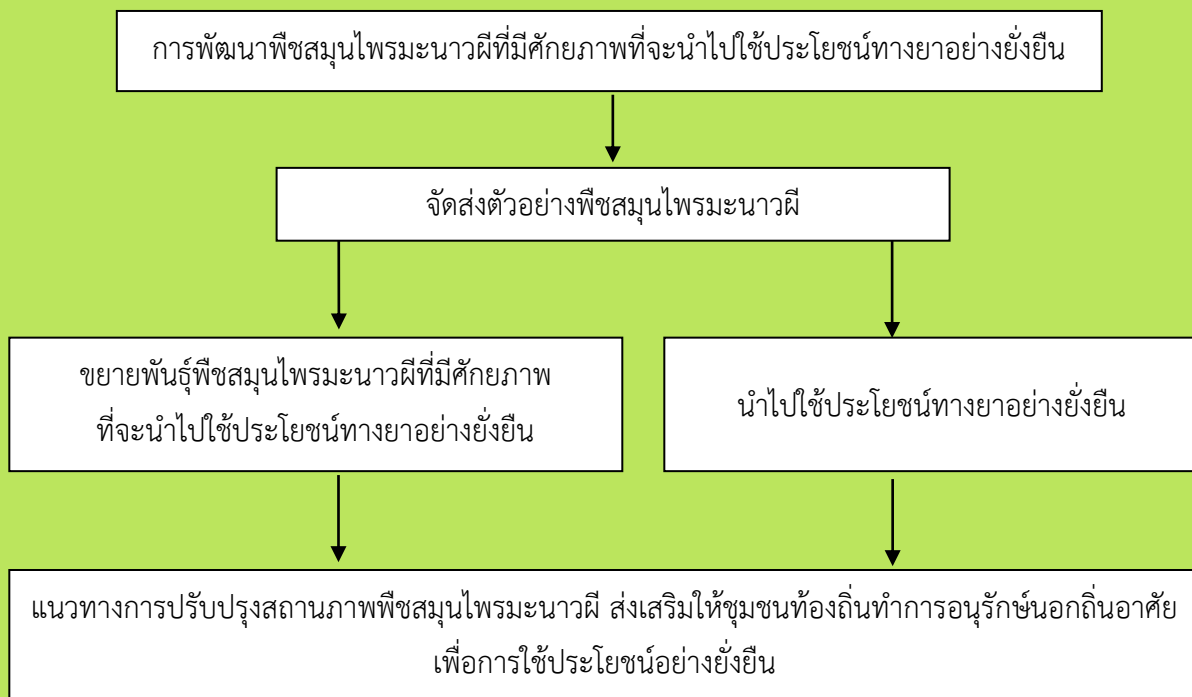 การพัฒนาพืชสมุนไพรมะนาวผีที่มีศักยภาพที่จะนำไปใช้ประโยชน์ทางยาอย่างยั่งยืน
จัดส่งตัวอย่างพืชสมุนไพรมะนาวผี
ขยายพันธุ์พืชสมุนไพรมะนาวผีที่มีศักยภาพ
ที่จะนำไปใช้ประโยชน์ทางยาอย่างยั่งยืน
นำไปใช้ประโยชน์ทางยาอย่างยั่งยืน
แนวทางการปรับปรุงสถานภาพพืชสมุนไพรมะนาวผี ส่งเสริมให้ชุมชนท้องถิ่นทำการอนุรักษ์นอกถิ่นอาศัย
เพื่อการใช้ประโยชน์อย่างยั่งยืน